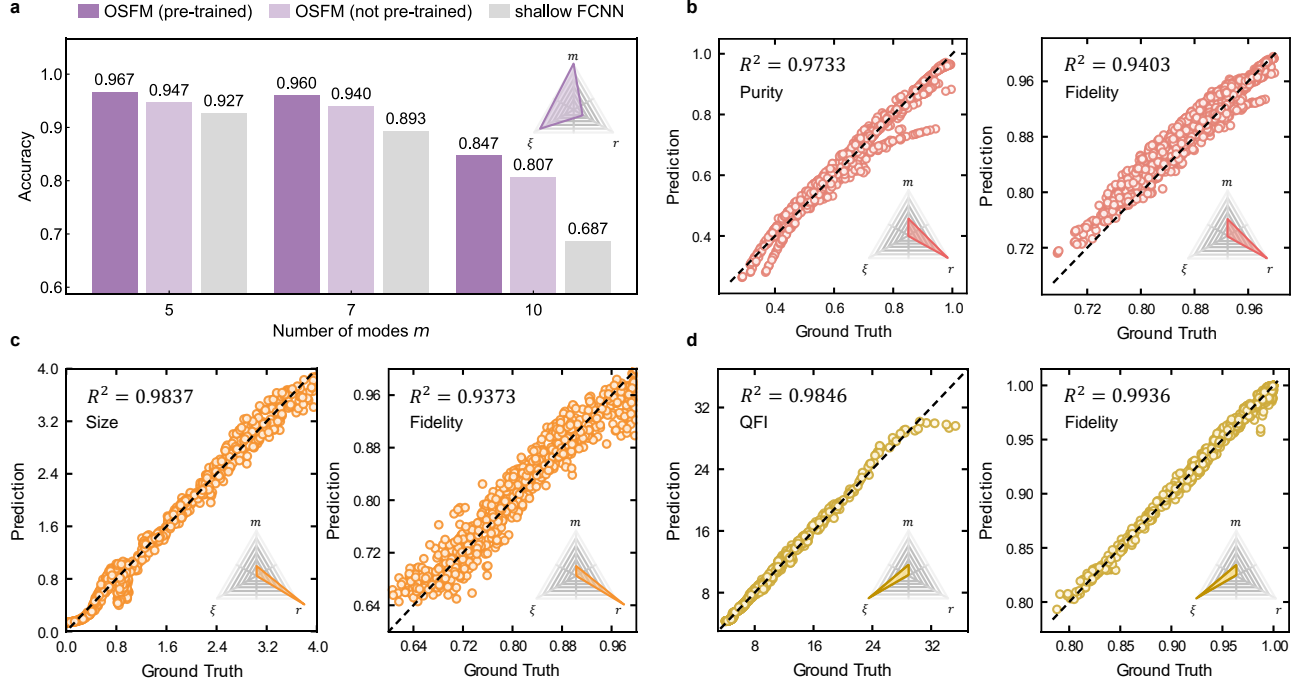 a
OSFM (pre-trained)
OSFM (not pre-trained)
shallow FCNN
Accuracy
1.0
0.9
0.8
0.7
0.6
0.967
0.947
0.927
0.960
0.940
0.893
0.847
0.807
0.687
m
ξ
r
5
7
10
Number of modes m
b
R² = 0.9733
Purity
Prediction
1.0
0.8
0.6
0.4
m
ξ
r
0.4
0.6
0.8
1.0
Ground Truth
R² = 0.9403
Fidelity
Prediction
0.96
0.88
0.80
0.72
m
ξ
r
0.72
0.80
0.88
0.96
Ground Truth
c
R² = 0.9837
Size
Prediction
4.0
3.2
2.4
1.6
0.8
0.0
m
ξ
r
0.0
0.8
1.6
2.4
3.2
4.0
Ground Truth
R² = 0.9373
Fidelity
Prediction
0.96
0.88
0.80
0.72
0.64
m
ξ
r
0.64
0.72
0.80
0.88
0.96
Ground Truth
d
R² = 0.9846
QFI
Prediction
32
24
16
8
m
ξ
r
8
16
24
32
Ground Truth
R² = 0.9936
Fidelity
Prediction
1.00
0.95
0.90
0.85
0.80
m
ξ
r
0.80
0.85
0.90
0.95
1.00
Ground Truth